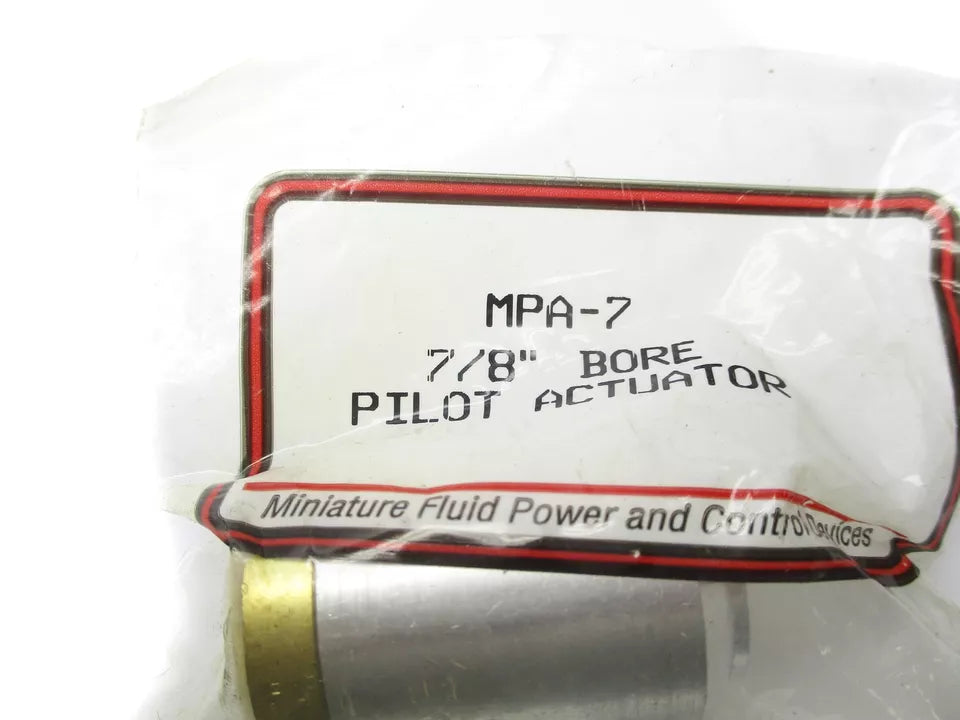 MPA-7
7/8" BORE
PILOT ACTUATOR
Miniature Fluid Power and Control Devices